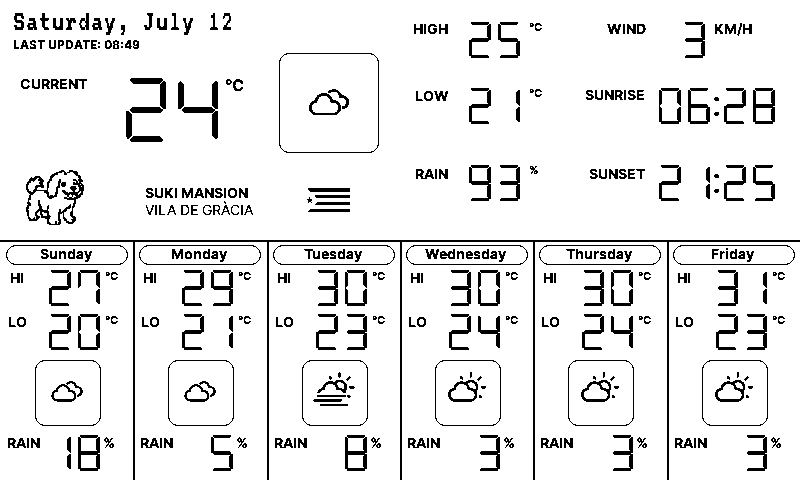 Saturday, July 12
LAST UPDATE: 08:49
CURRENT 24 °C
HIGH 25 °C
WIND 3 KM/H
LOW 21 °C
SUNRISE 06:28
RAIN 93 %
SUNSET 21:25
SUKI MANSION
VILA DE GRÀCIA
Sunday
HI 27 °C
LO 20 °C
RAIN 18 %
Monday
HI 29 °C
LO 21 °C
RAIN 5 %
Tuesday
HI 30 °C
LO 23 °C
RAIN 8 %
Wednesday
HI 30 °C
LO 24 °C
RAIN 3 %
Thursday
HI 30 °C
LO 24 °C
RAIN 3 %
Friday
HI 31 °C
LO 23 °C
RAIN 3 %